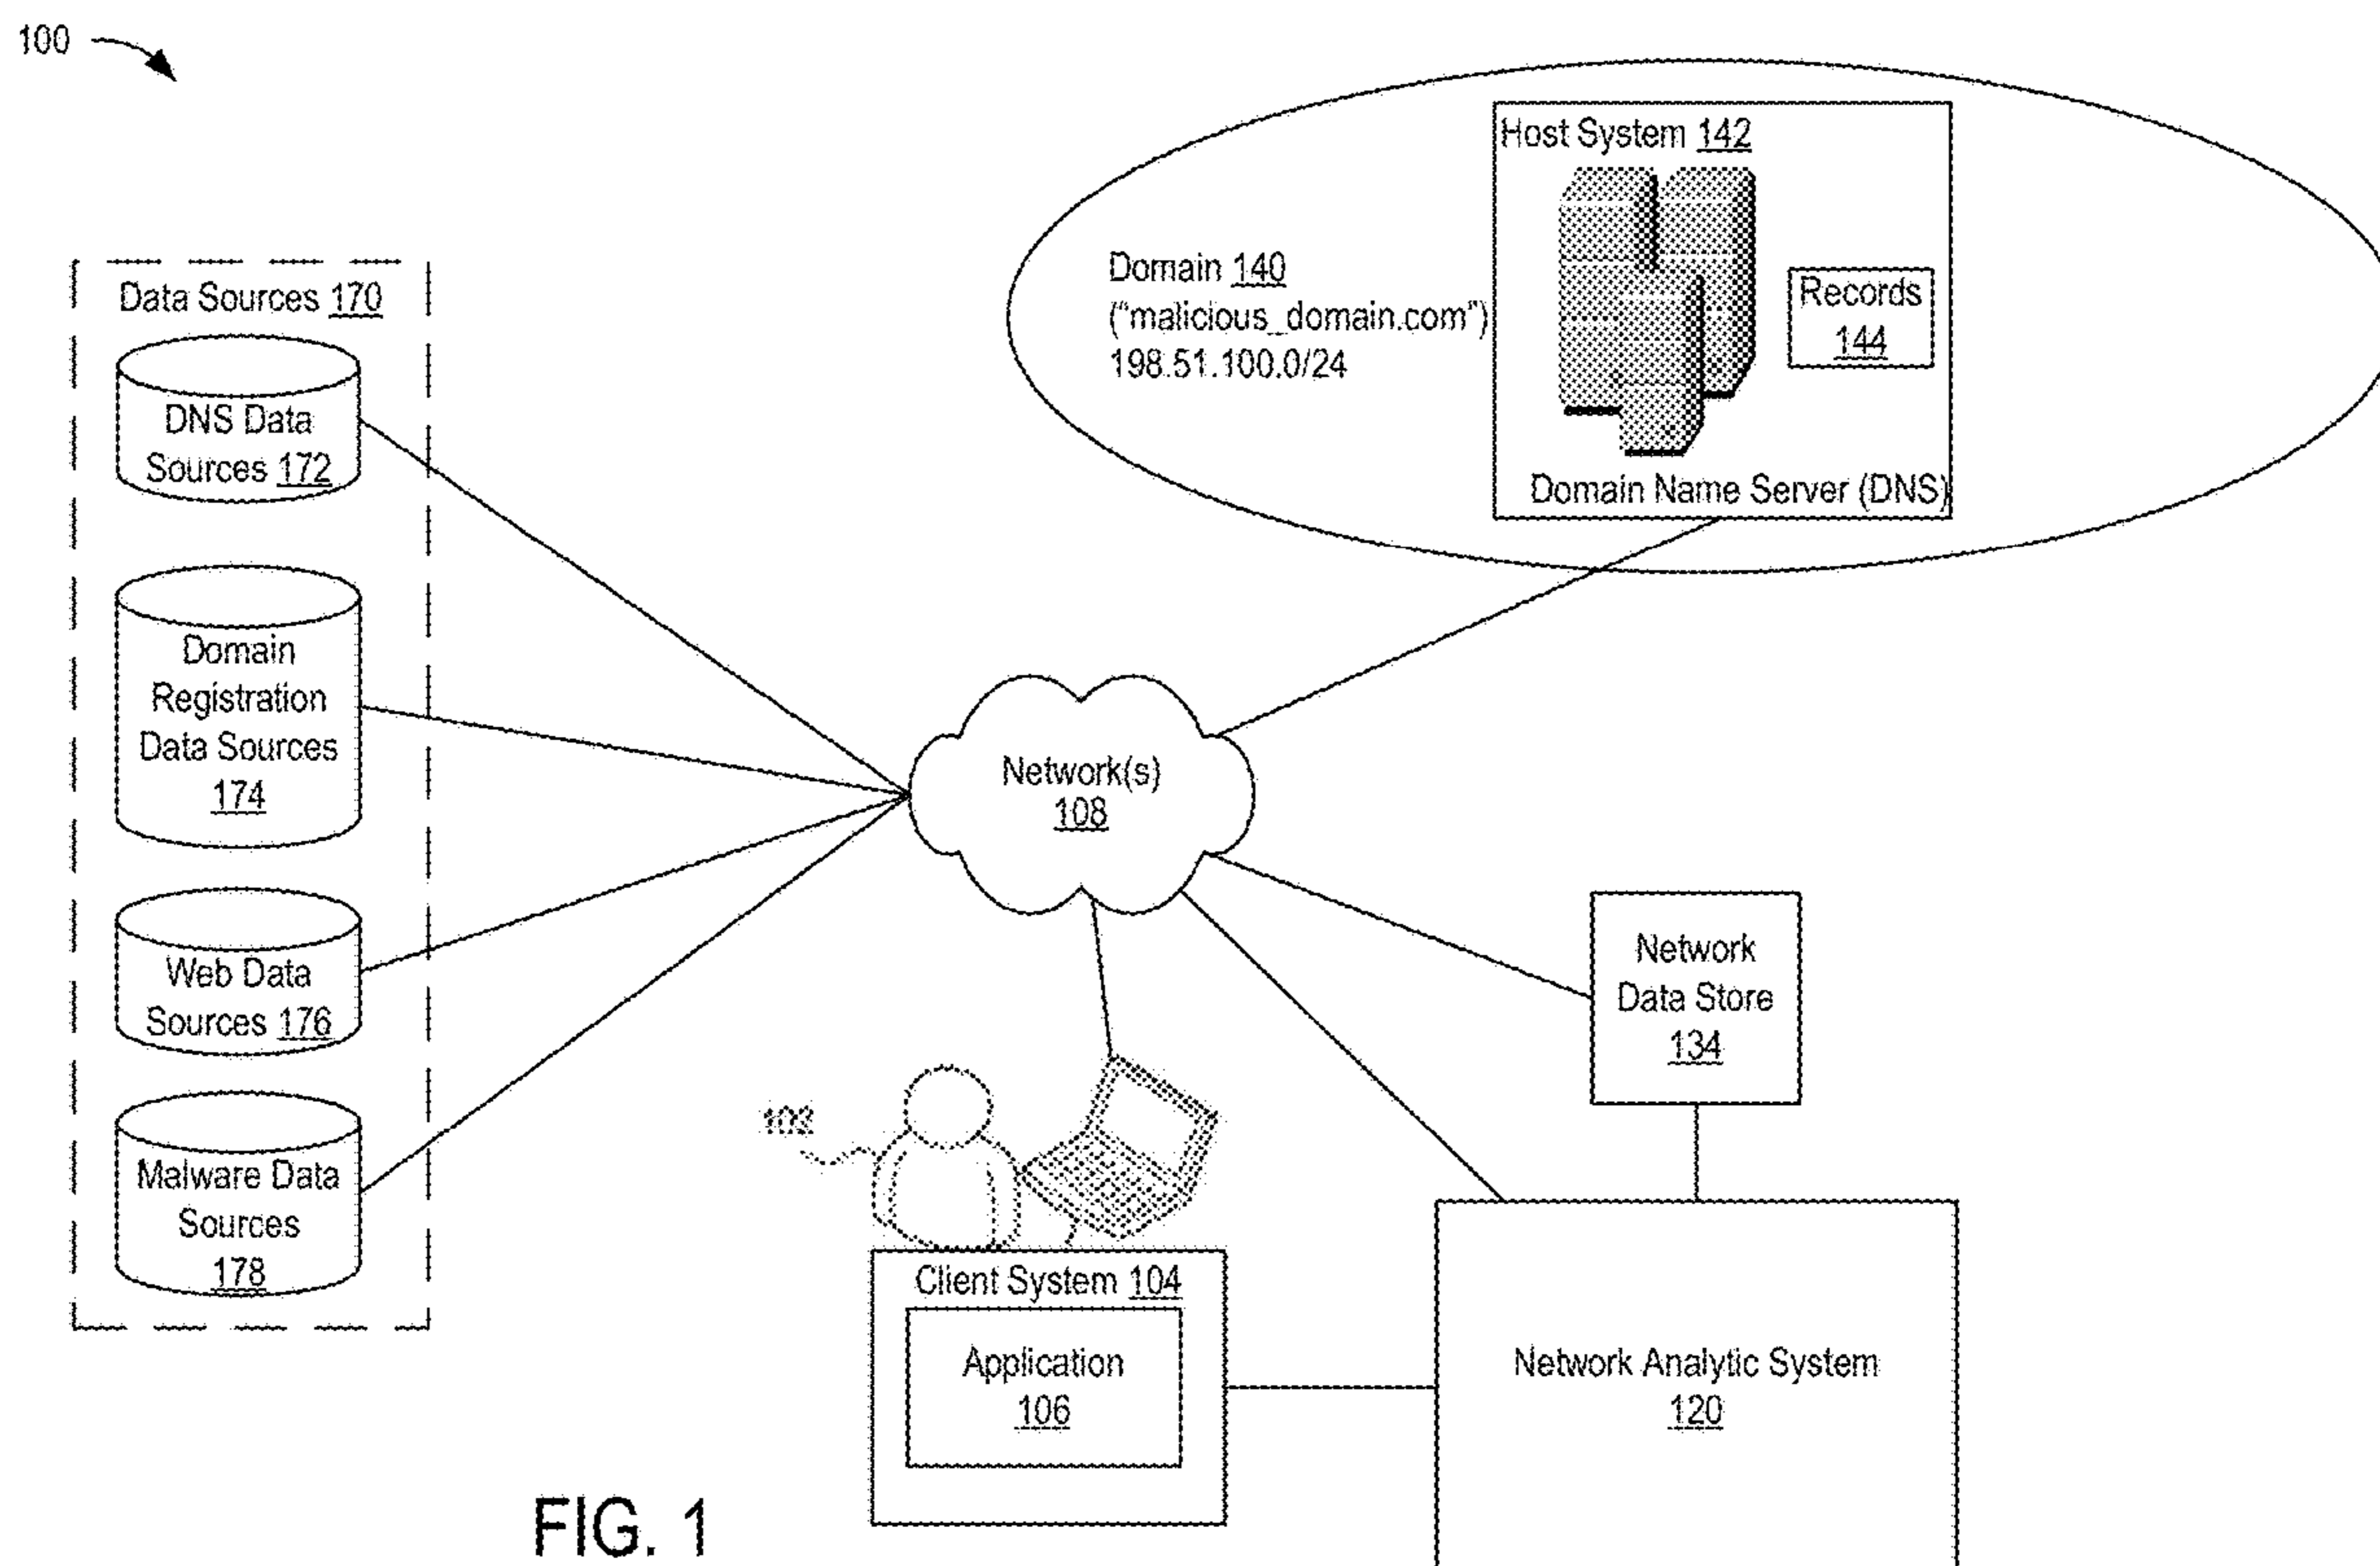 100
Host System 142
Records
144
Domain Name Server (DNS)
Domain 140
("malicious_domain.com")
198.51.100.0/24
Data Sources 170
DNS Data
Sources 172
Domain
Registration
Data Sources
174
Web Data
Sources 176
Malware Data
Sources
178
Network(s)
108
Network
Data Store
134
102
Client System 104
Application
106
Network Analytic System
120
FIG. 1